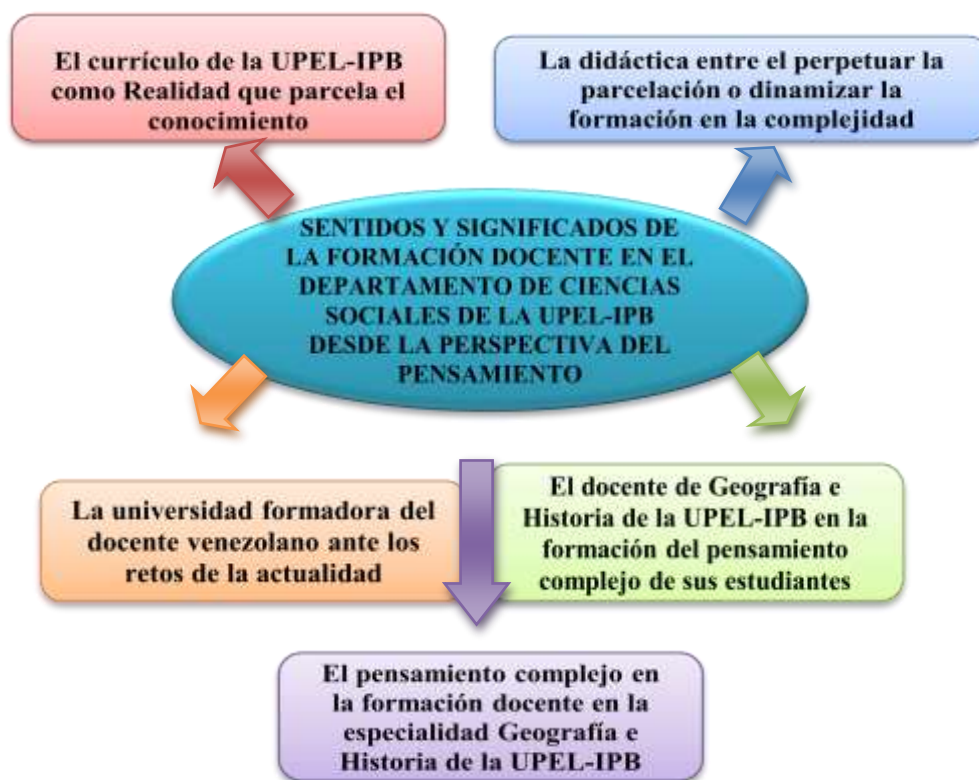 El currículo de la UPEL-IPB
como Realidad que parcela el
conocimiento
La didáctica entre el perpetuar la
parcelación o dinamizar la
formación en la complejidad
SENTIDOS Y SIGNIFICADOS DE
LA FORMACIÓN DOCENTE EN EL
DEPARTAMENTO DE CIENCIAS
SOCIALES DE LA UPEL-IPB
DESDE LA PERSPECTIVA DEL
PENSAMIENTO
La universidad formadora del
docente venezolano ante los
retos de la actualidad
El docente de Geografía e
Historia de la UPEL-IPB en la
formación del pensamiento
complejo de sus estudiantes
El pensamiento complejo en
la formación docente en la
especialidad Geografía e
Historia de la UPEL-IPB